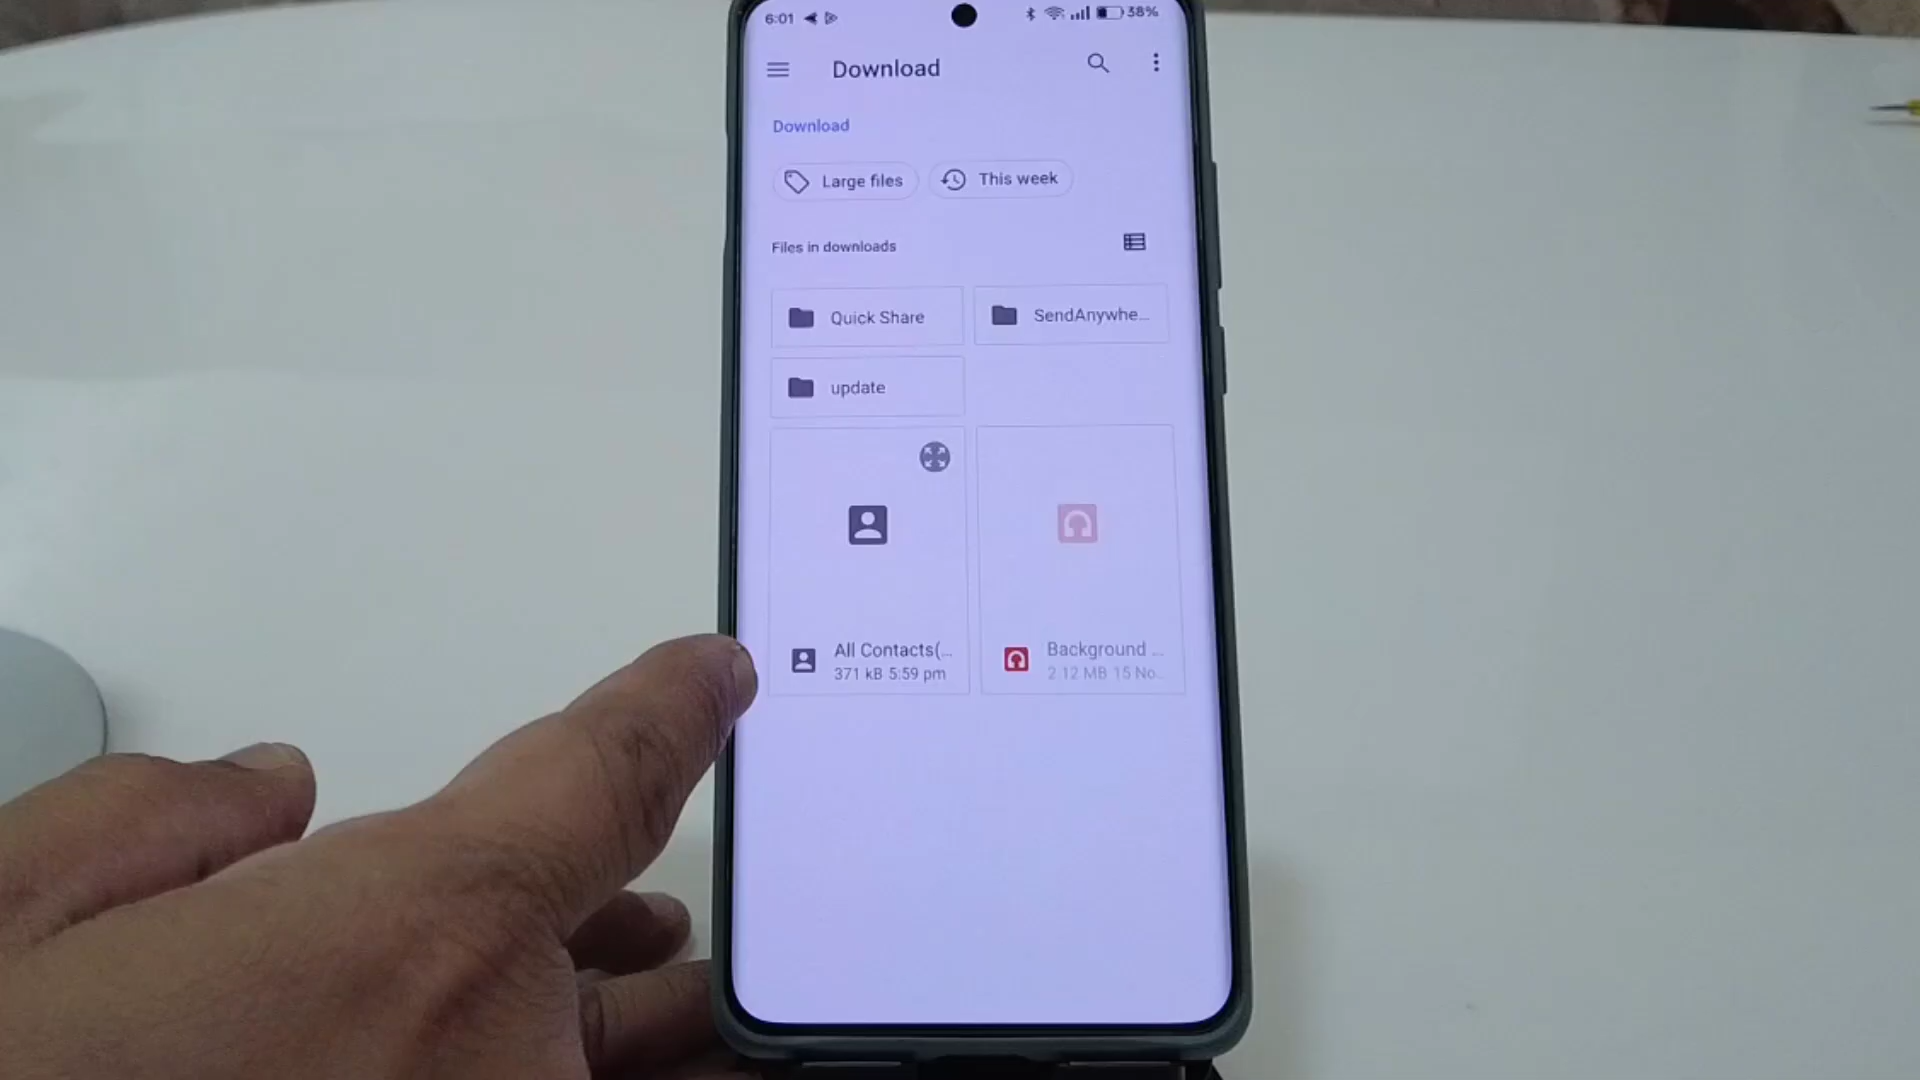 6:01 38%
Download
Download
Large files This week
Files in downloads
Quick Share SendAnywhe...
update
All Contacts(... Background ...
371 kB 5:59 pm 2.12 MB 15 No...